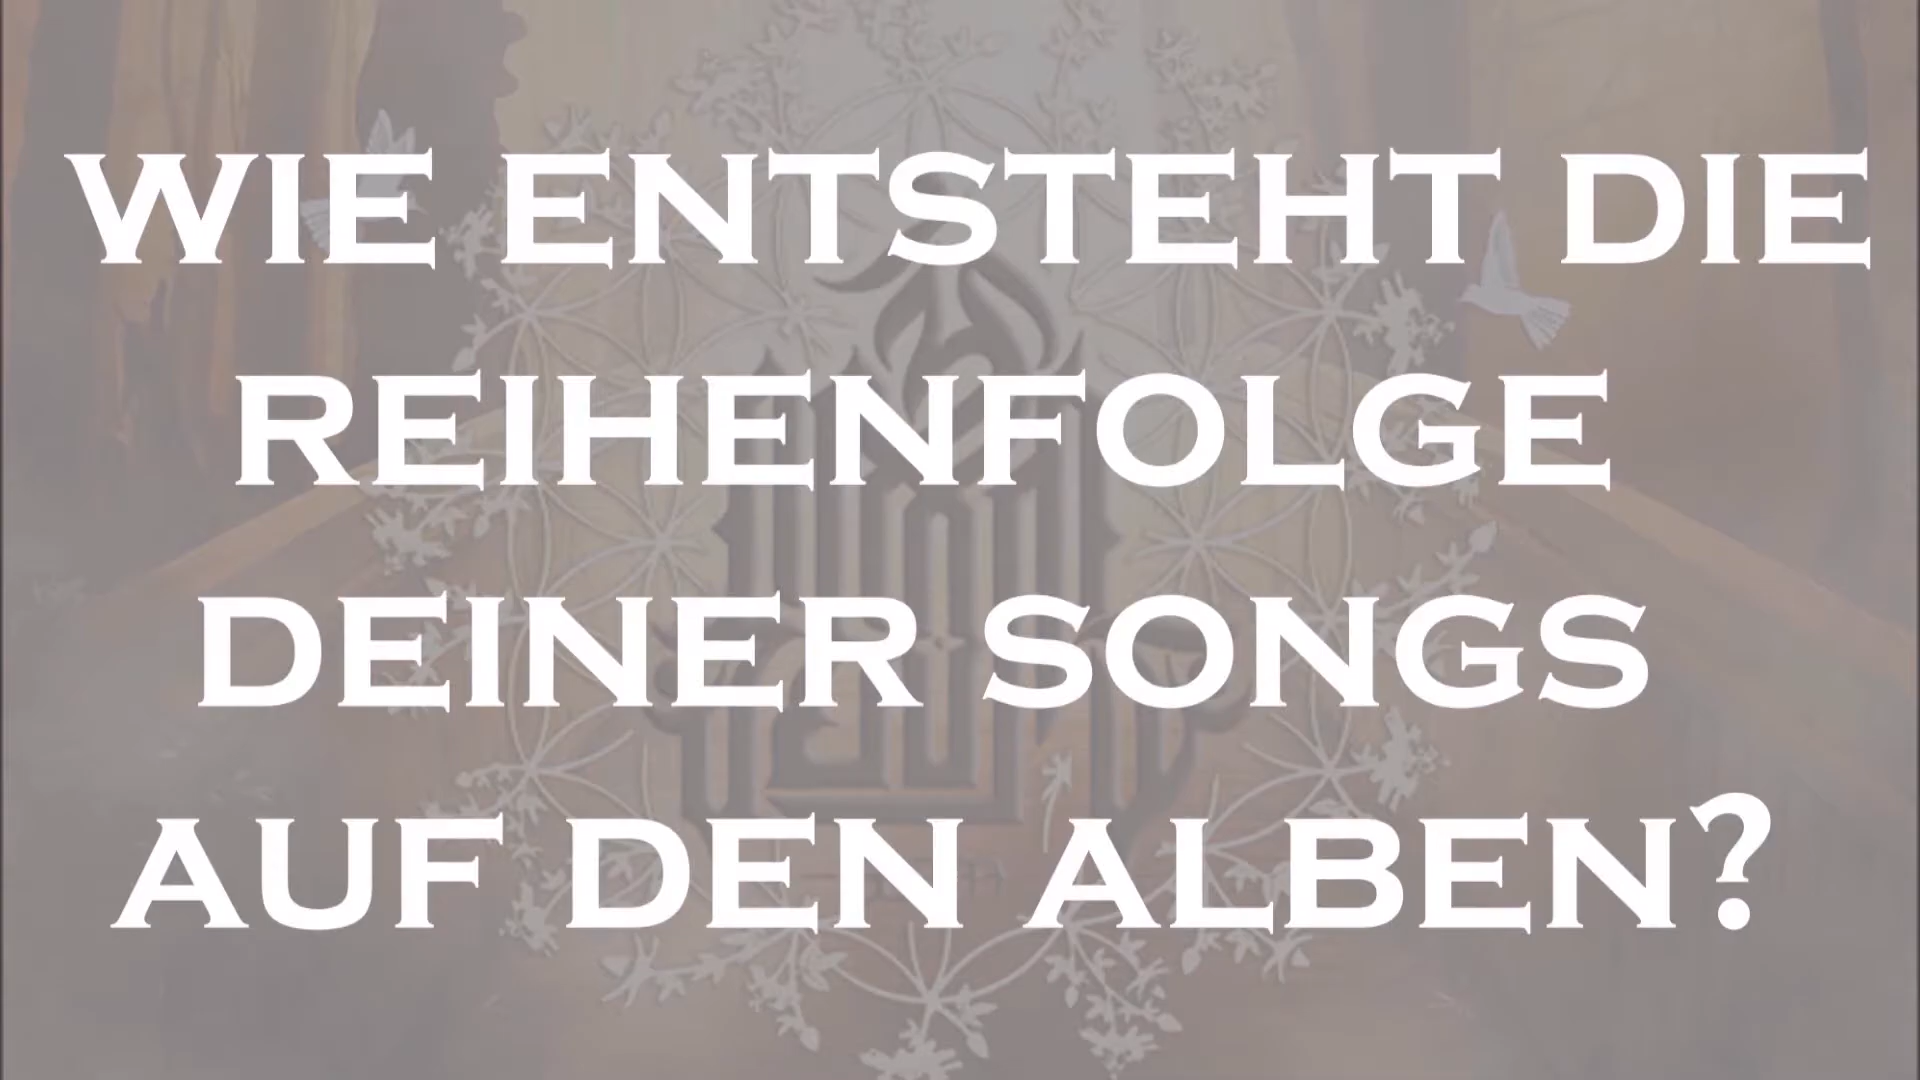 WIE ENTSTEHT DIE
REIHENFOLGE
DEINER SONGS
AUF DEN ALBEN?